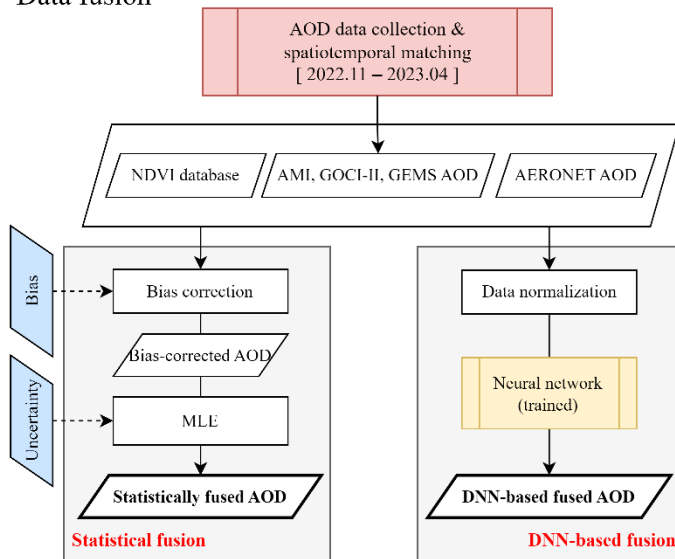 Data fusion
AOD data collection &
spatiotemporal matching
[ 2022.11 – 2023.04 ]
NDVI database
AMI, GOCI-II, GEMS AOD
AERONET AOD
Bias
Bias correction
Bias-corrected AOD
Uncertainty
MLE
Statistically fused AOD
Statistical fusion
Data normalization
Neural network
(trained)
DNN-based fused AOD
DNN-based fusion